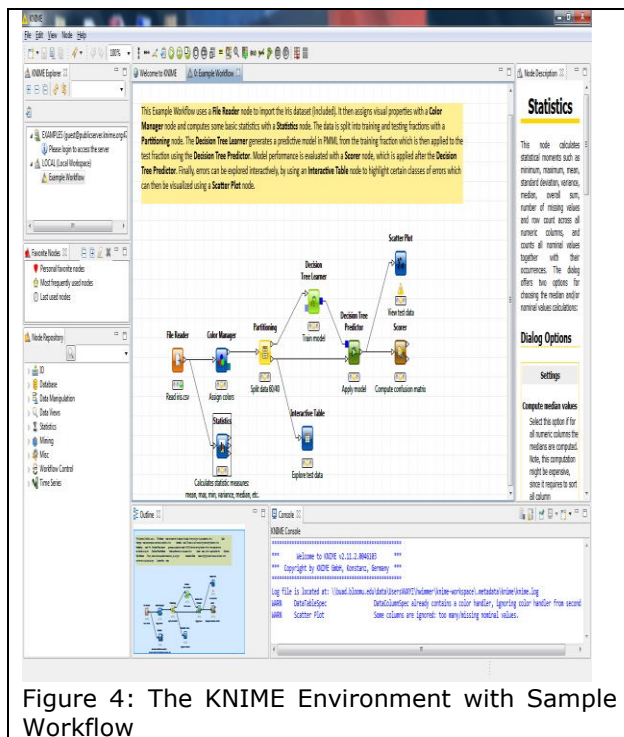 KNIME
File Edit View Node Help
100%
KNIME Explorer
EXAMPLES (guest@publicserver.knime.org:47
Please login to access the server
LOCAL (Local Workspace)
Example Workflow
Favorite Nodes
Personal favorite nodes
Most frequently used nodes
Last used nodes
Node Repository
IO
Database
Data Manipulation
Data Views
Statistics
Mining
Misc
Workflow Control
Time Series
Welcome to KNIME
0: Example Workflow
This Example Workflow uses a File Reader node to import the Iris dataset (included). It then assigns visual properties with a Color
Manager node and computes some basic statistics with a Statistics node. The data is split into training and testing fractions with a
Partitioning node. The Decision Tree Learner generates a predictive model in PMML from the training fraction which is then applied to the
test fraction using the Decision Tree Predictor. Model performance is evaluated with a Scorer node, which is applied after the Decision
Tree Predictor. Finally, errors can be explored interactively, by using an Interactive Table node to highlight certain classes of errors which
can then be visualized using a Scatter Plot node.
Scatter Plot
View test data
Decision
Tree Learner
Train model
Decision Tree
Predictor
Apply model
Scorer
Compute confusion matrix
File Reader
Read iris.csv
Color Manager
Assign colors
Partitioning
Split data 60/40
Statistics
Calculates statistic measures:
mean, max, min, variance, median, etc.
Interactive Table
Explore test data
Node Description
Statistics
This node calculates
statistical moments such as
minimum, maximum, mean,
standard deviation, variance,
median, overall sum,
number of missing values
and row count across all
numeric columns, and
counts all nominal values
together with their
occurrences. The dialog
offers two options for
choosing the median and/or
nominal values calculations:
Dialog Options
Settings
Compute median values
Select this option if for
all numeric columns the
medians are computed.
Note, this computation
might be expensive,
since it requires to sort
all column
Outline
Console
KNIME Console
*** Welcome to KNIME v2.11.2.0046103 ***
*** Copyright by KNIME GmbH, Konstanz, Germany ***
WARN DataTableSpec DataColumnSpec already contains a color handler, ignoring color handler from second
WARN Scatter Plot Some columns are ignored: too many/missing nominal values.
Figure 4: The KNIME Environment with Sample
Workflow